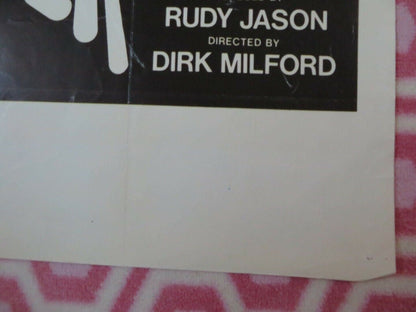 RUDY JASON
DIRECTED BY
DIRK MILFORD